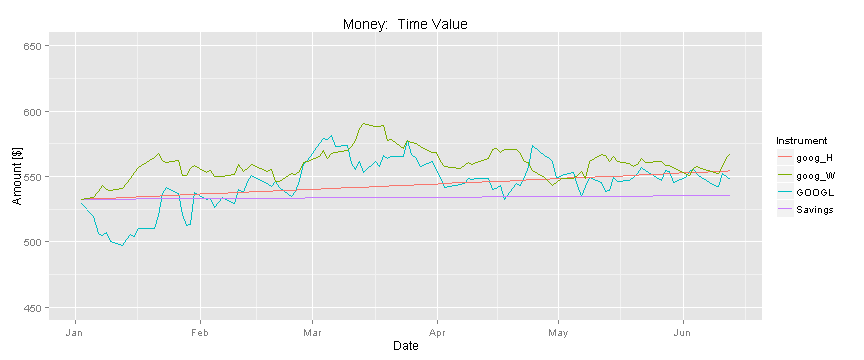 Money:  Time Value
Amount [$]
650
600
550
500
450
Jan Feb Mar Apr May Jun
Date
Instrument
goog_H
goog_W
GOOGL
Savings